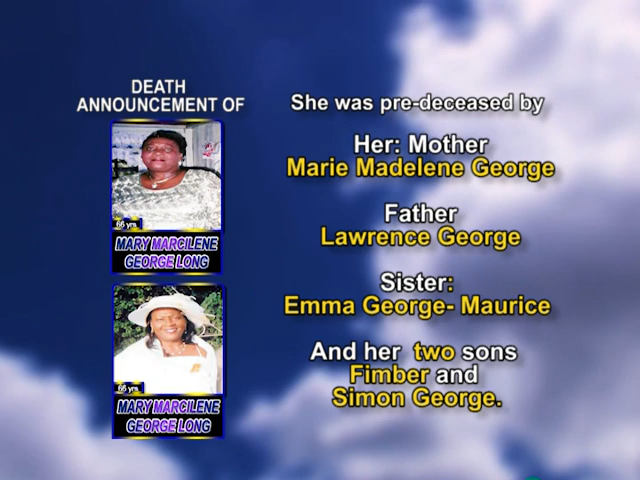 DEATH
ANNOUNCEMENT OF
66 yrs
MARY MARCILENE
GEORGE LONG
66 yrs
MARY MARCILENE
GEORGE LONG
She was pre-deceased by
Her: Mother
Marie Madelene George
Father
Lawrence George
Sister:
Emma George- Maurice
And her two sons
Fimber and
Simon George.